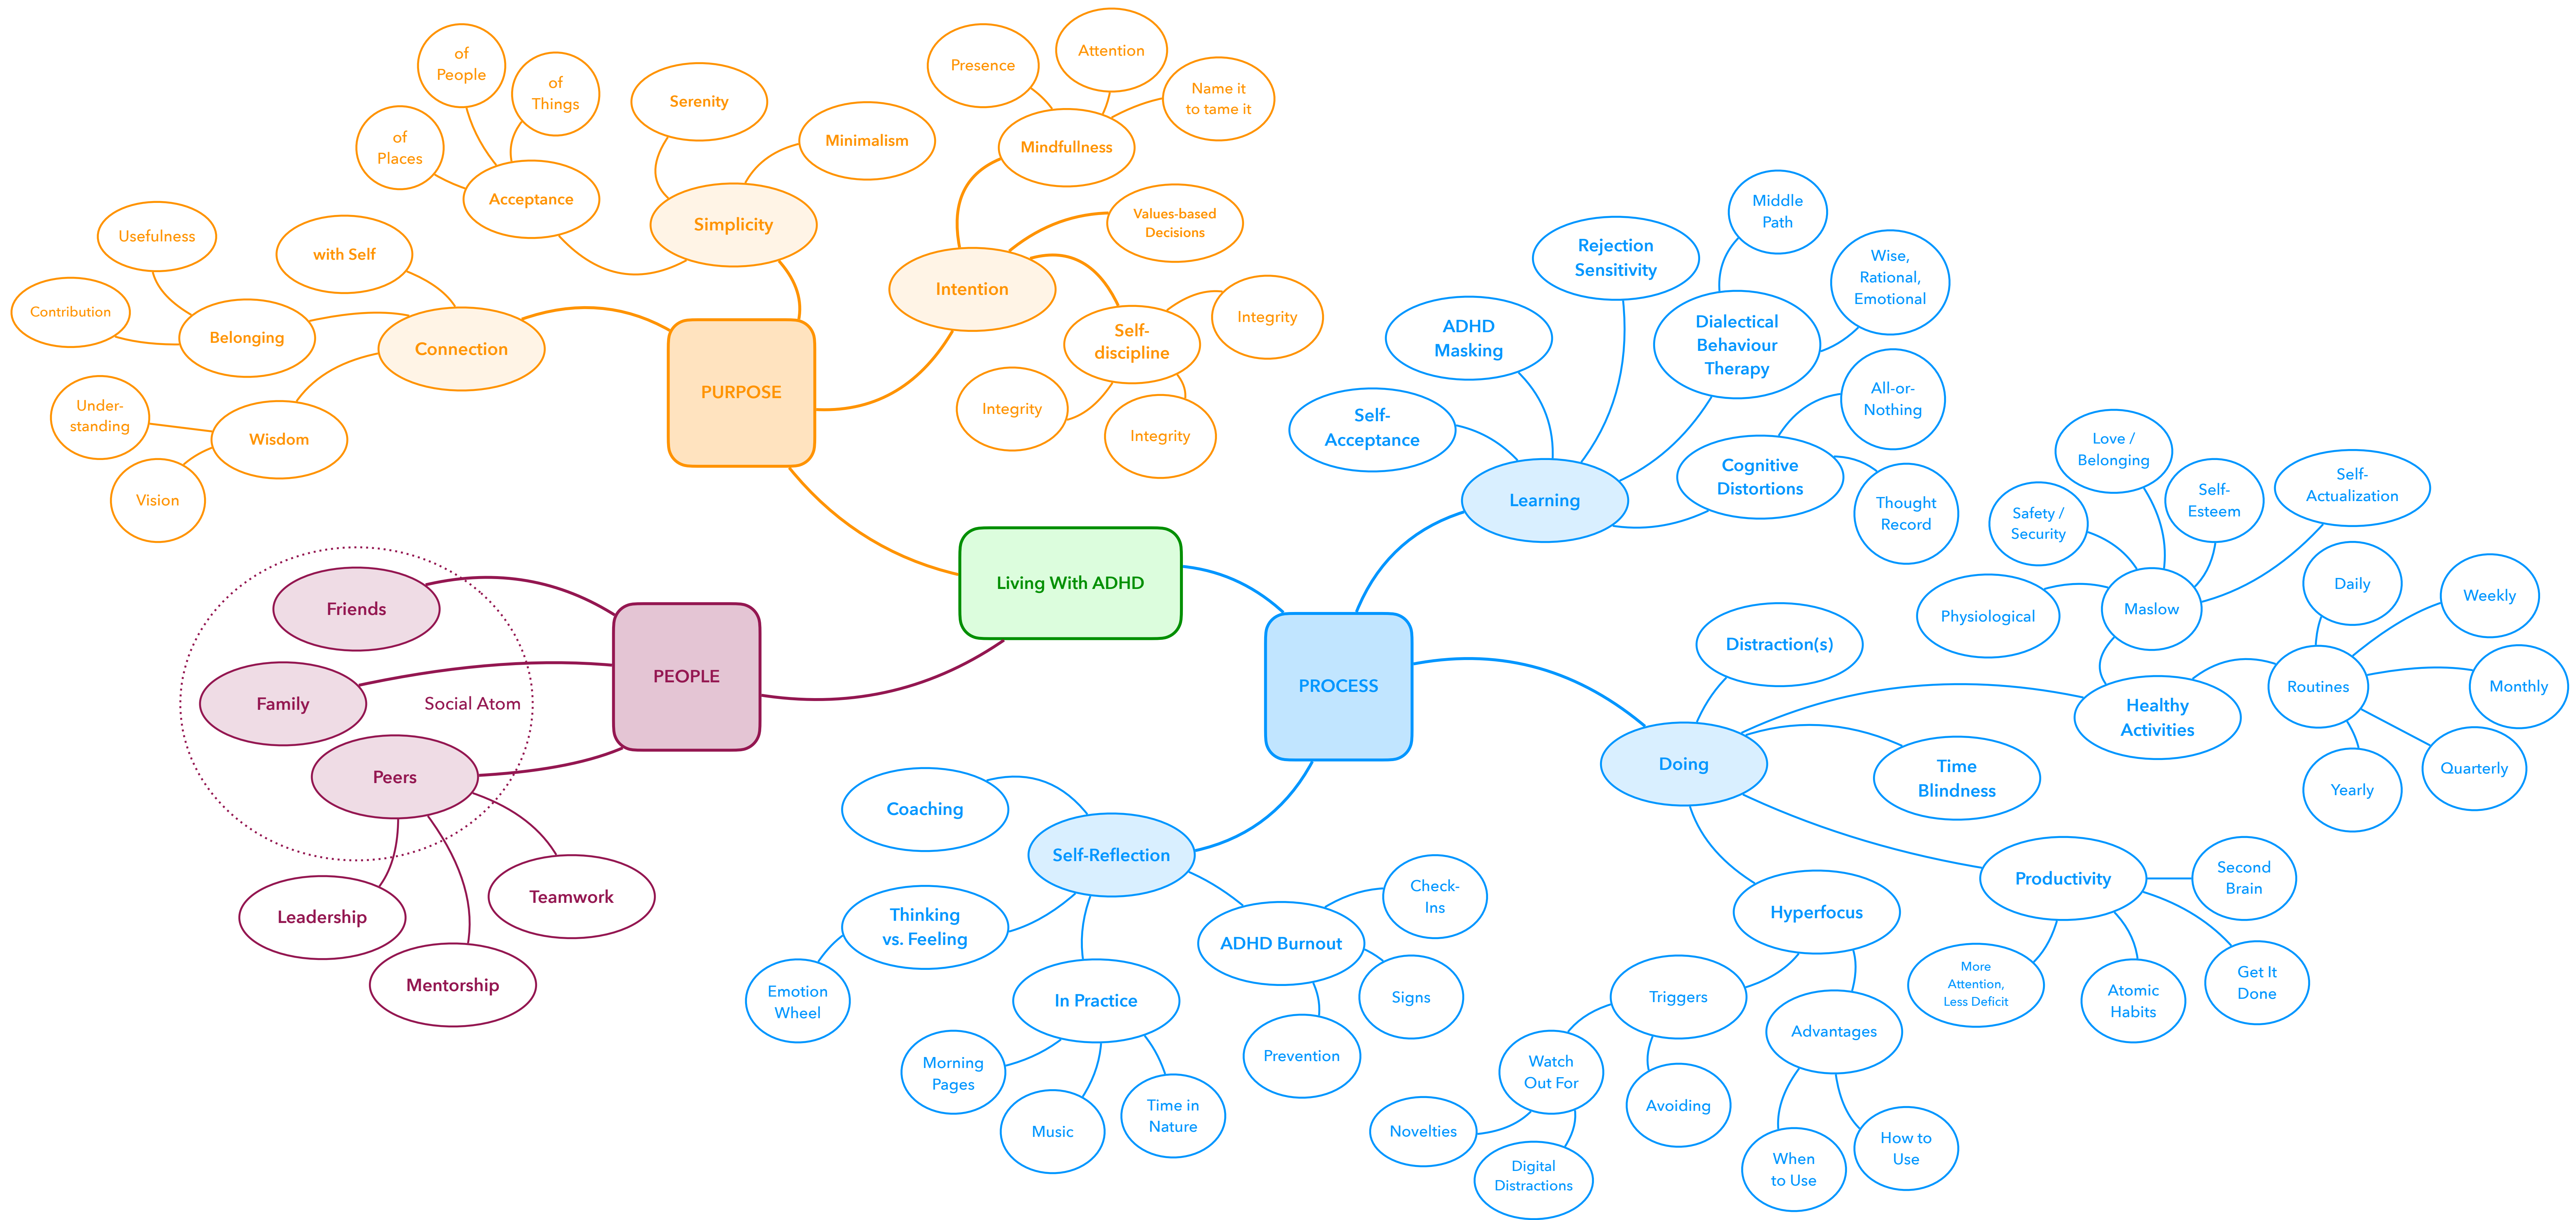 of
People
of
Things
of
Places
Acceptance
Serenity
Minimalism
Simplicity
Usefulness
with Self
Contribution
Belonging
Connection
Under-
standing
Wisdom
Vision
PURPOSE
Presence
Attention
Name it
to tame it
Mindfullness
Values-based
Decisions
Intention
Self-
discipline
Integrity
Integrity
Integrity
Living With ADHD
Friends
Family
Social Atom
Peers
PEOPLE
Leadership
Teamwork
Mentorship
PROCESS
Learning
Self-
Acceptance
ADHD
Masking
Rejection
Sensitivity
Dialectical
Behaviour
Therapy
Middle
Path
Wise,
Rational,
Emotional
Cognitive
Distortions
All-or-
Nothing
Thought
Record
Doing
Distraction(s)
Time
Blindness
Healthy
Activities
Maslow
Physiological
Safety /
Security
Love /
Belonging
Self-
Esteem
Self-
Actualization
Routines
Daily
Weekly
Monthly
Quarterly
Yearly
Productivity
Second
Brain
Get It
Done
Atomic
Habits
More
Attention,
Less Deficit
Hyperfocus
Triggers
Watch
Out For
Novelties
Digital
Distractions
Avoiding
Advantages
When
to Use
How to
Use
Self-Reflection
Coaching
Thinking
vs. Feeling
Emotion
Wheel
In Practice
Morning
Pages
Music
Time in
Nature
ADHD Burnout
Check-
Ins
Signs
Prevention